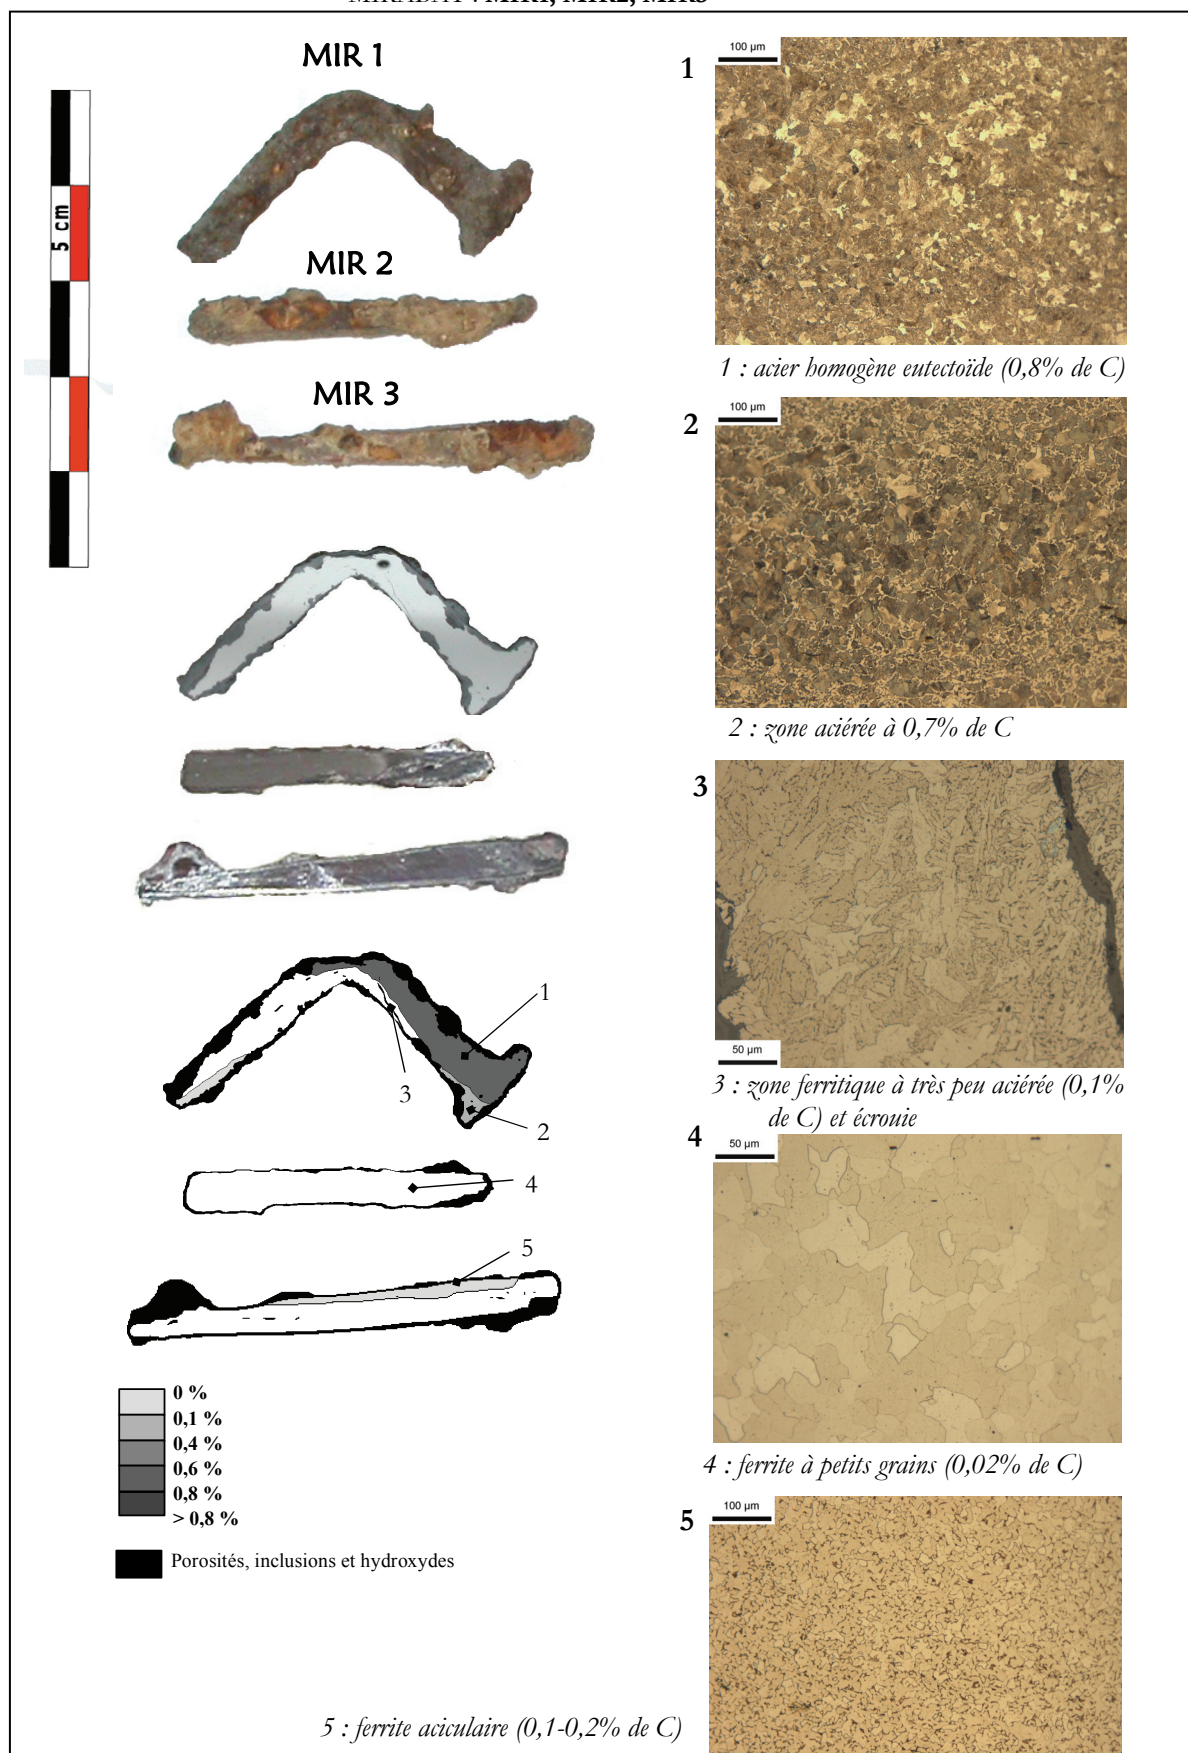 MIRABAT : MIR1, MIR2, MIR3
MIR 1
5 cm
MIR 2
MIR 3
1
3
2
4
5
0 %
0,1 %
0,4 %
0,6 %
0,8 %
> 0,8 %
Porosités, inclusions et hydroxydes
1
100 µm
1 : acier homogène eutectoïde (0,8% de C)
2
100 µm
2 : zone aciérée à 0,7% de C
3
50 µm
3 : zone ferritique à très peu aciérée (0,1%
de C) et écrouie
4
50 µm
4 : ferrite à petits grains (0,02% de C)
5
100 µm
5 : ferrite aciculaire (0,1-0,2% de C)